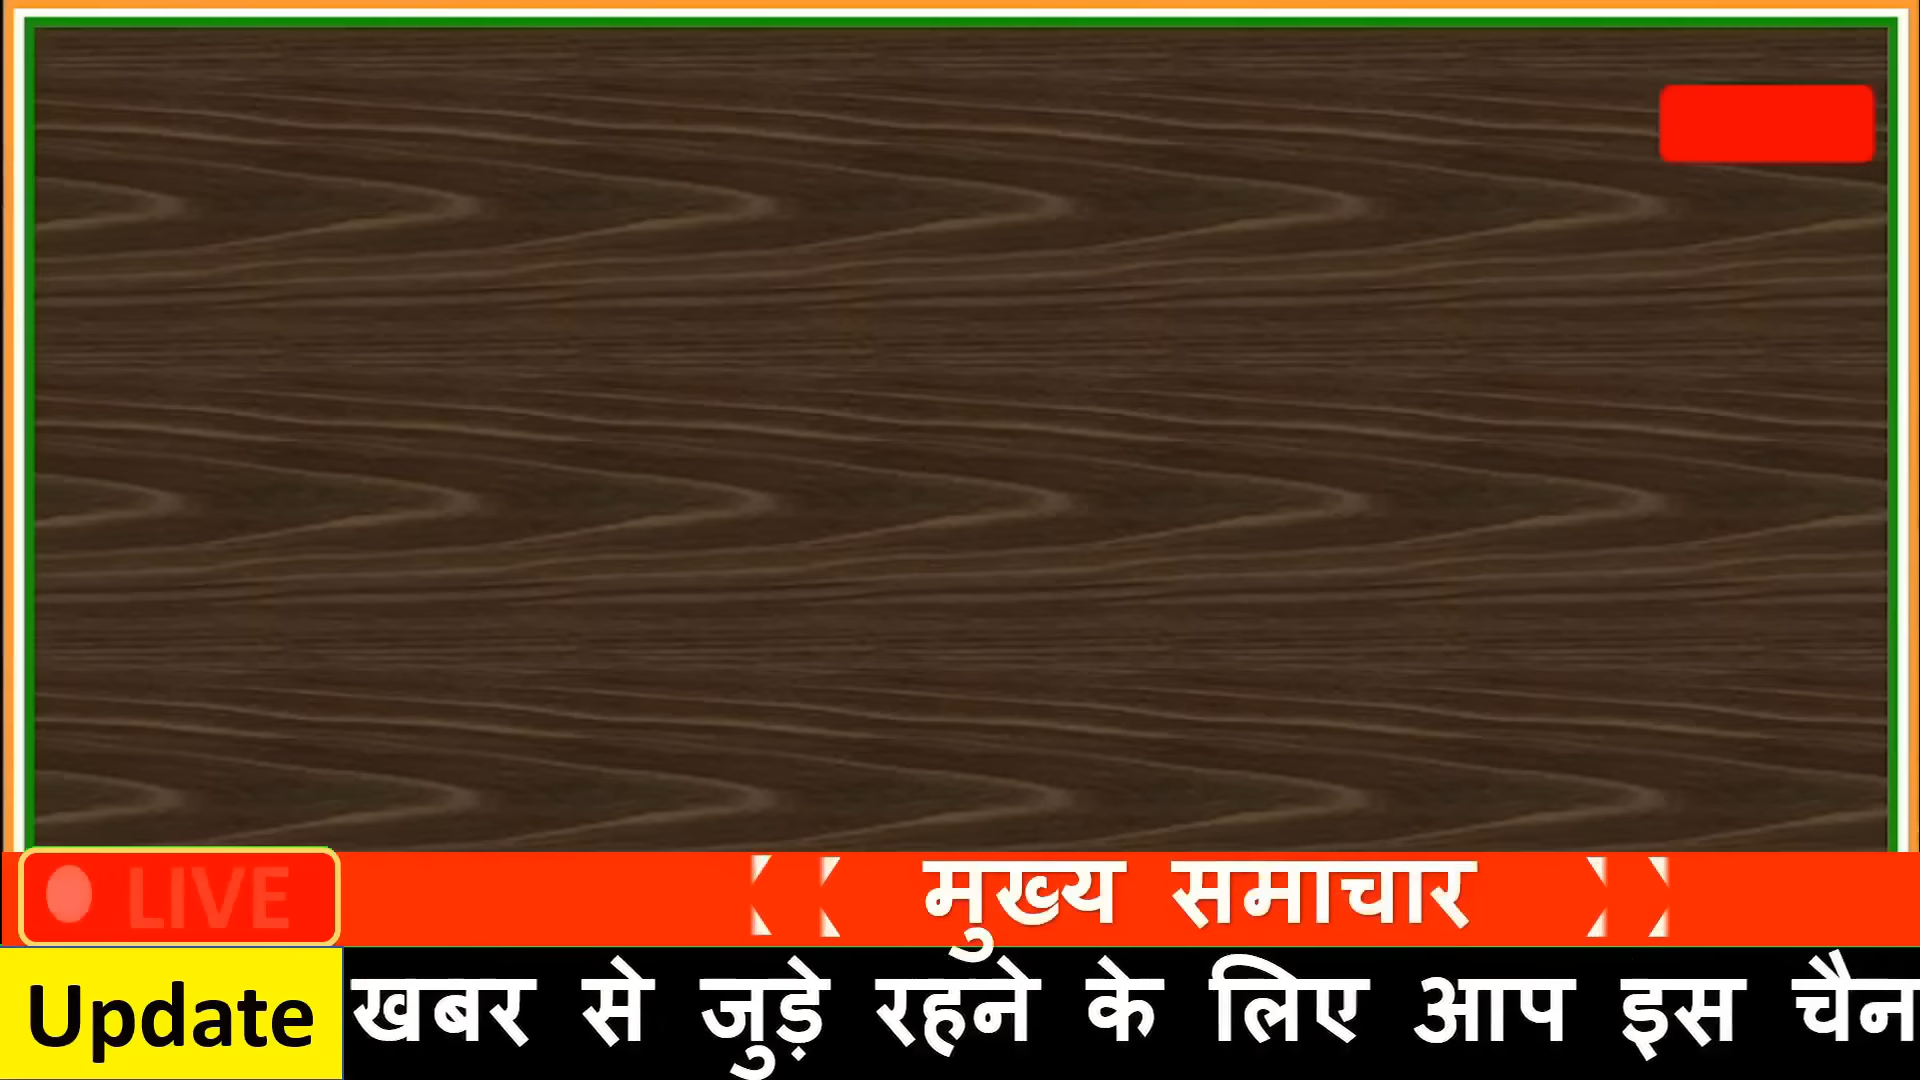 LIVE
मुख्य समाचार
Update
खबर से जुड़े रहने के लिए आप इस चैन